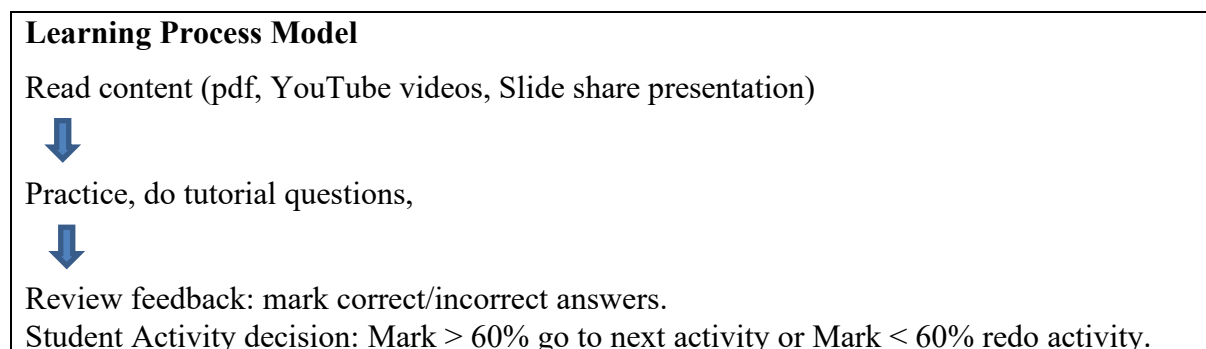 Learning Process Model
Read content (pdf, YouTube videos, Slide share presentation)
Practice, do tutorial questions,
Review feedback: mark correct/incorrect answers.
Student Activity decision: Mark > 60% go to next activity or Mark < 60% redo activity.